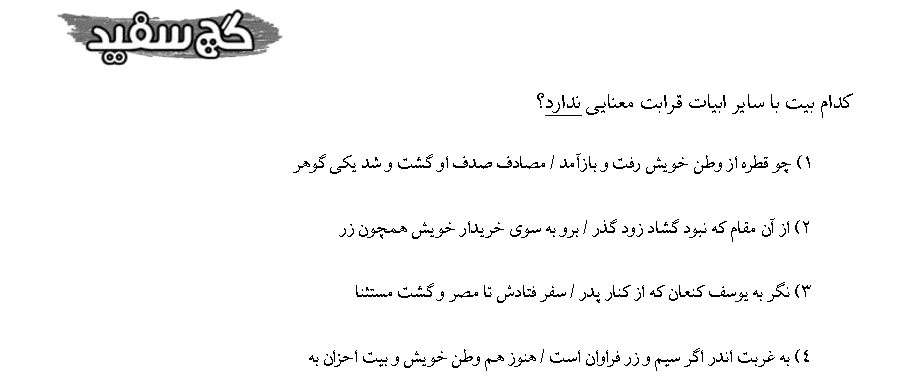 گچ سفید
کدام بیت با سایر ابیات قرابت معنایی ندارد؟
۱) چو قطره از وطن خویش رفت و بازآمد / مصادف صدف او گشت و شد یکی گوهر
۲) از آن مقام که نبود گشاد زود گذر / برو به سوی خریدار خویش همچون زر
۳) نگر به یوسف کنعان که از کنار پدر / سفر فتادش تا مصر و گشت مستثنا
٤) به غربت اندر اگر سیم و زر فراوان است / هنوز هم وطن خویش و بیت احزان به